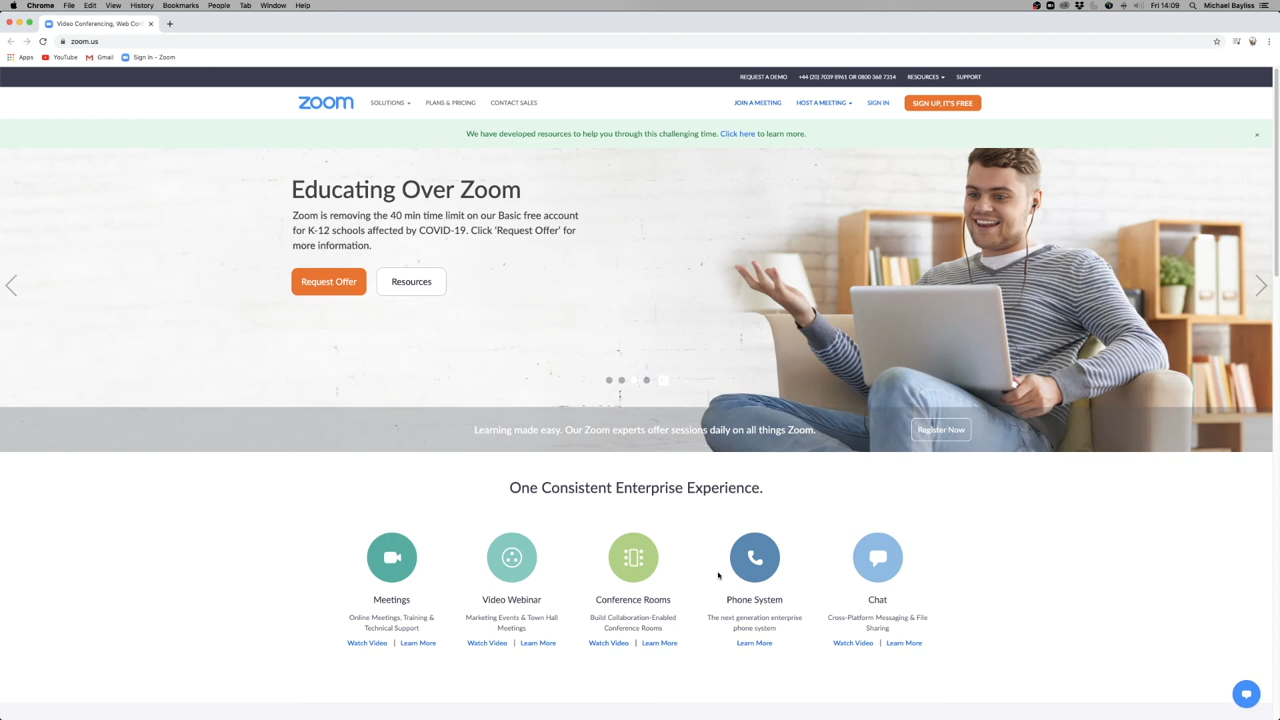 Chrome File Edit View History Bookmarks People Tab Window Help Fri 14:09 Michael Bayliss
Video Conferencing, Web Con
zoom.us
Apps YouTube Gmail Sign In - Zoom
REQUEST A DEMO +44 (20) 7039 8961 OR 0800 368 7314 RESOURCES SUPPORT
zoom SOLUTIONS PLANS & PRICING CONTACT SALES JOIN A MEETING HOST A MEETING SIGN IN SIGN UP, IT'S FREE
We have developed resources to help you through this challenging time. Click here to learn more.
Educating Over Zoom
Zoom is removing the 40 min time limit on our Basic free account
for K-12 schools affected by COVID-19. Click 'Request Offer' for
more information.
Request Offer Resources
Learning made easy. Our Zoom experts offer sessions daily on all things Zoom. Register Now
One Consistent Enterprise Experience.
Meetings
Online Meetings, Training &
Technical Support
Watch Video | Learn More
Video Webinar
Marketing Events & Town Hall
Meetings
Watch Video | Learn More
Conference Rooms
Build Collaboration-Enabled
Conference Rooms
Watch Video | Learn More
Phone System
The next generation enterprise
phone system
Learn More
Chat
Cross-Platform Messaging & File
Sharing
Watch Video | Learn More